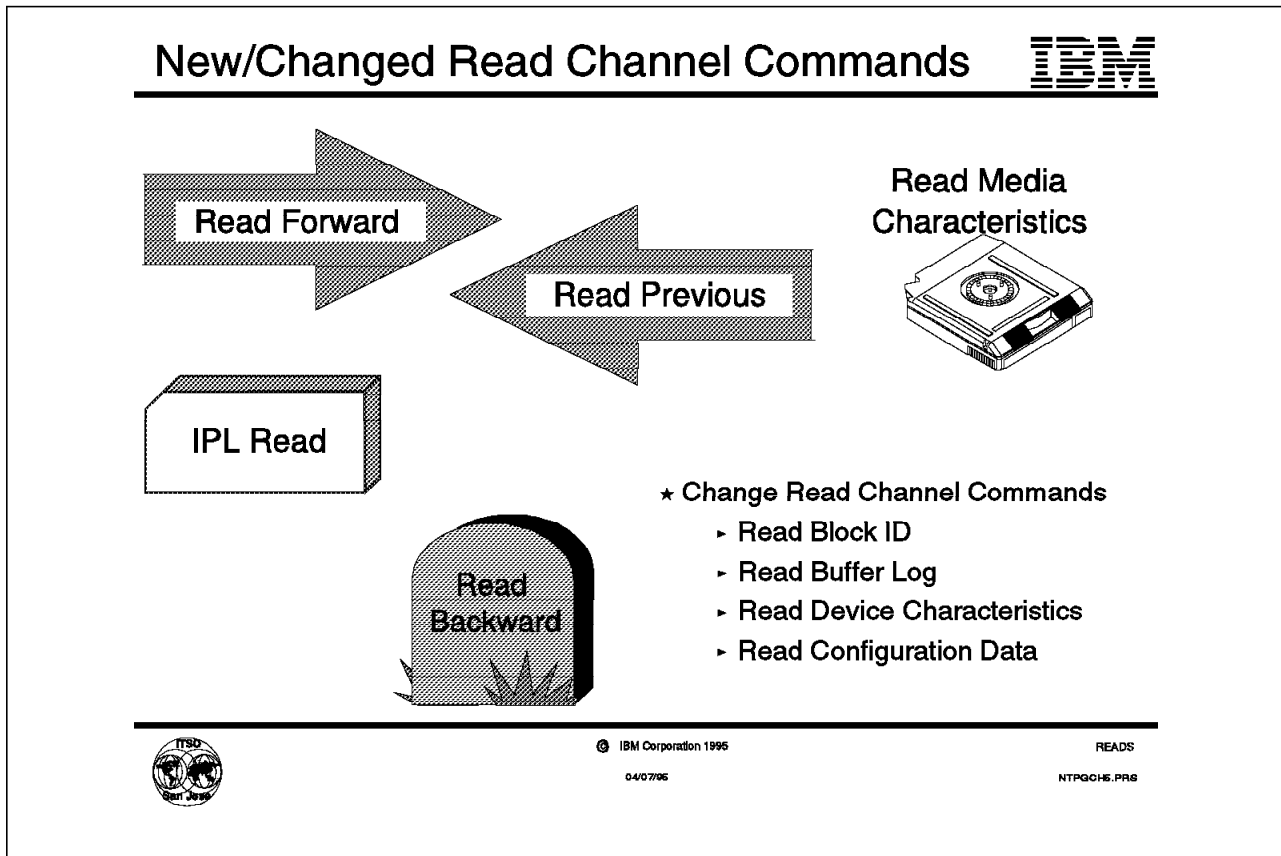 New/Changed Read Channel Commands
IBM
Read Forward
Read Previous
Read Media
Characteristics
IPL Read
Read
Backward
★ Change Read Channel Commands
► Read Block ID
► Read Buffer Log
► Read Device Characteristics
► Read Configuration Data
ITSO
San Jose
© IBM Corporation 1995
04/07/95
READS
NTPGCH5.PRS